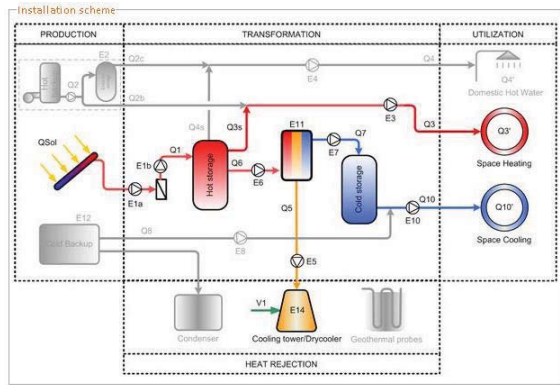 Installation scheme
PRODUCTION
TRANSFORMATION
UTILIZATION
E2
Q2c
Q4
Hot
Q2
E4
Q4'
Domestic Hot Water
Q2b
Q4s
Q3s
E3
Q3
Q3'
Space Heating
QSol
E11
Q1
E1b
Hot storage
Q6
E6
E7
Q7
Cold storage
E1a
Q5
Q10
E10
Q10'
Space Cooling
E12
Cold Backup
Q8
E8
E5
V1
E14
Condenser
Cooling tower/Drycooler
Geothermal probes
HEAT REJECTION